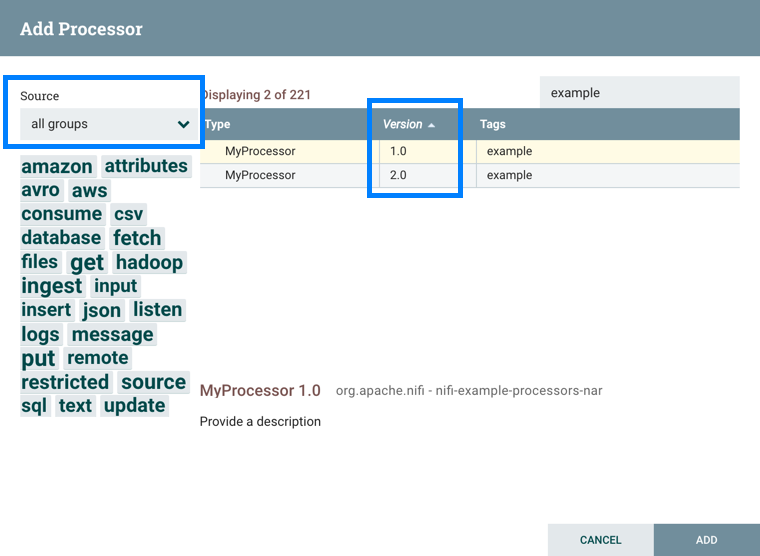 Add Processor
Source
all groups
Displaying 2 of 221
example
Type Version Tags
MyProcessor 1.0 example
MyProcessor 2.0 example
amazon attributes
avro aws
consume csv
database fetch
files get hadoop
ingest input
insert json listen
logs message
put remote
restricted source
sql text update
MyProcessor 1.0 org.apache.nifi - nifi-example-processors-nar
Provide a description
CANCEL ADD